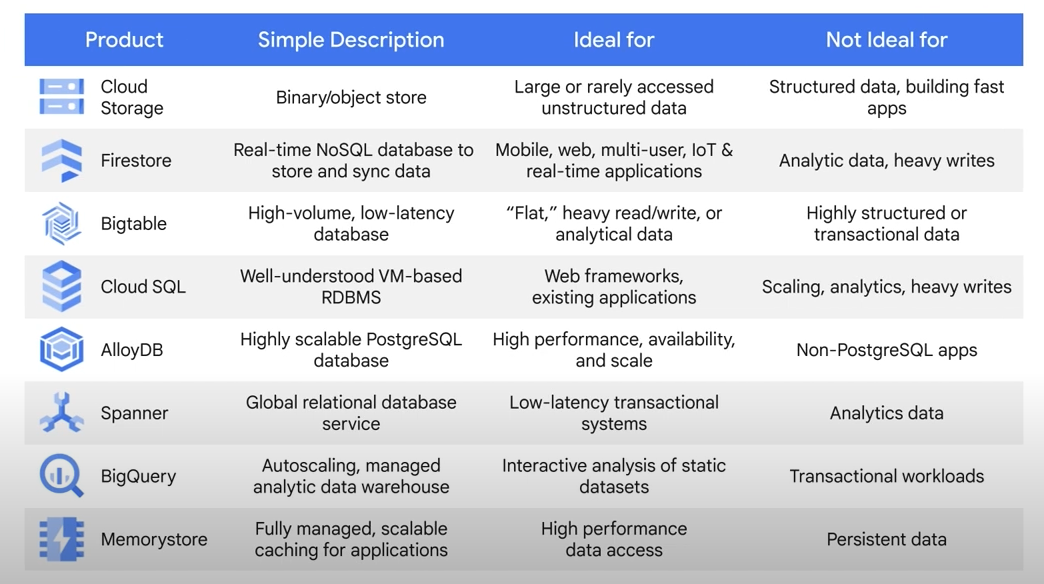 Product Simple Description Ideal for Not Ideal for
Cloud
Storage
Binary/object store
Large or rarely accessed
unstructured data
Structured data, building fast
apps
Firestore
Real-time NoSQL database to
store and sync data
Mobile, web, multi-user, IoT &
real-time applications
Analytic data, heavy writes
Bigtable
High-volume, low-latency
database
“Flat,” heavy read/write, or
analytical data
Highly structured or
transactional data
Cloud SQL
Well-understood VM-based
RDBMS
Web frameworks,
existing applications
Scaling, analytics, heavy writes
AlloyDB
Highly scalable PostgreSQL
database
High performance, availability,
and scale
Non-PostgreSQL apps
Spanner
Global relational database
service
Low-latency transactional
systems
Analytics data
BigQuery
Autoscaling, managed
analytic data warehouse
Interactive analysis of static
datasets
Transactional workloads
Memorystore
Fully managed, scalable
caching for applications
High performance
data access
Persistent data